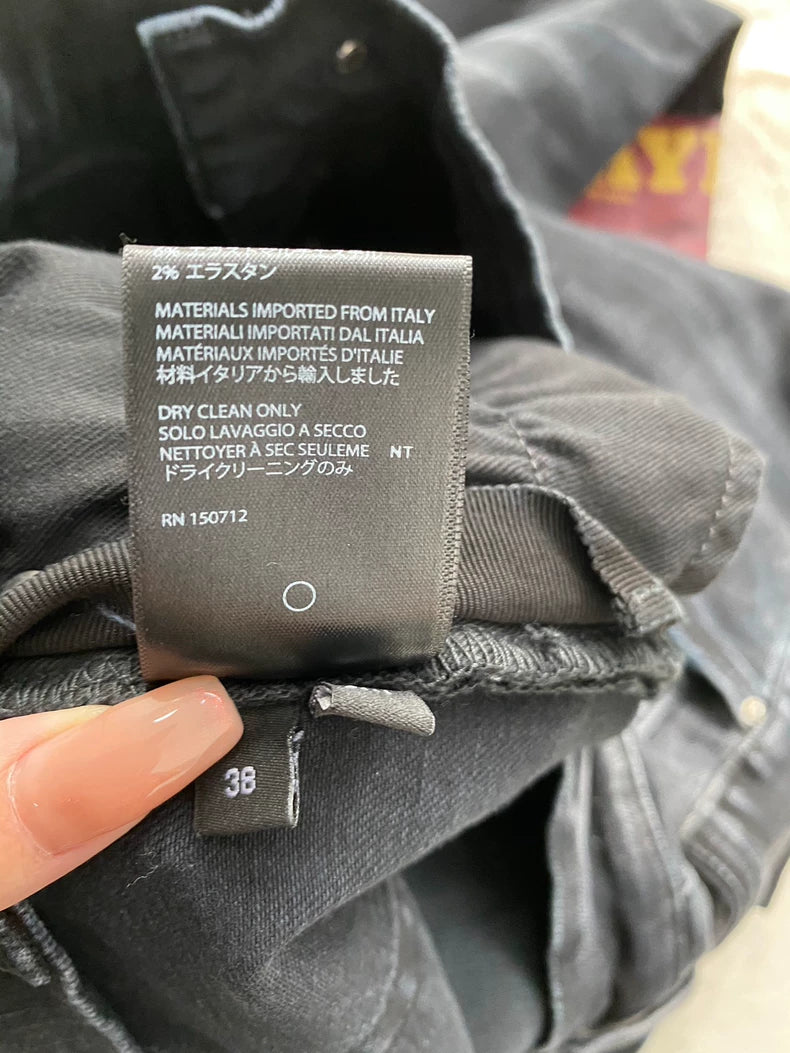 2% エラスタン
MATERIALS IMPORTED FROM ITALY
MATERIALI IMPORTATI DAL ITALIA
MATÉRIAUX IMPORTÉS D'ITALIE
材料イタリアから輸入しました
DRY CLEAN ONLY
SOLO LAVAGGIO A SECCO
NETTOYER À SEC SEULEME NT
ドライクリーニングのみ
RN 150712
38